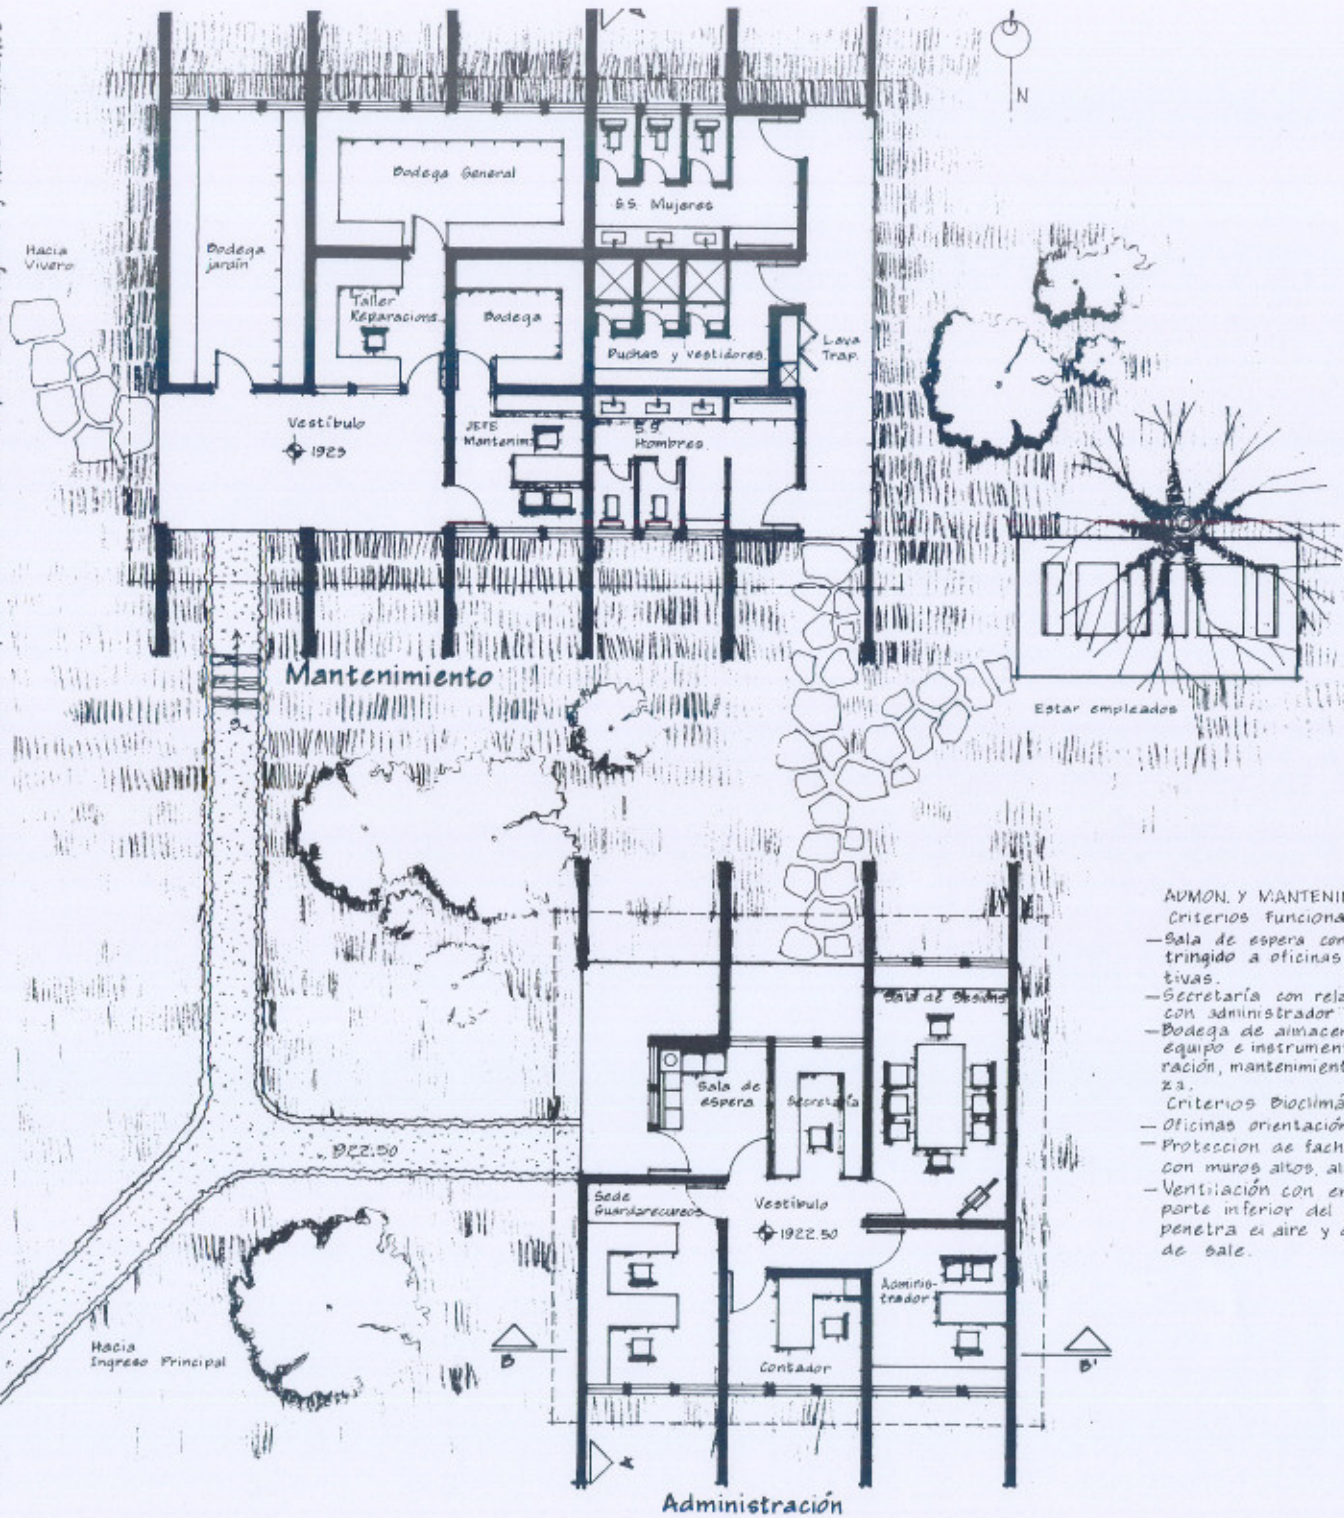 A
N
Bodega General
S.S. Mujeres
Hacia
Vivero
Bodega
jardín
Taller
Reparacions.
Bodega
Duchas y vestidores.
Lava
Trap.
Vestíbulo
1923
JEFE
Mantenim.
S.S.
Hombres.
S
Mantenimiento
Estar empleados
ADMON. Y MANTENI
Criterios Funciona
-Sala de espera con
tringido a oficinas
tivas.
-Secretaría con rela
con administrador
-Bodega de almacen
equipo e instrument
ración, mantenimient
za.
Criterios Bioclimá
-Oficinas orientación
-Proteccion de fach
con muros altos, al
-Ventilación con en
parte inferior del
penetra el aire y
de sale.
Sala de Sesions
Sala de
espera
Secretaría
922.50
Sede
Guardarecursos
Vestíbulo
1922.50
Adminis-
trador
Contador
Hacia
Ingreso Principal
B
B'
A
Administración